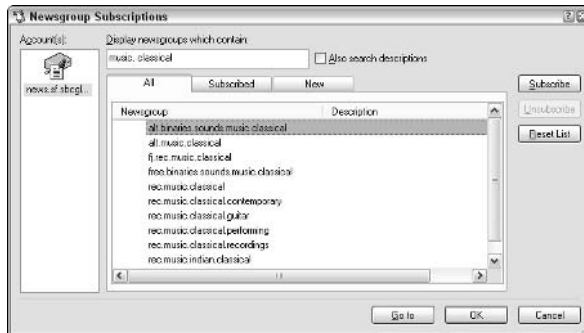 Newsgroup Subscriptions
Account(s):
Display newsgroups which contain:
music. classical
Also search descriptions
news.sf.sbcgl...
All
Subscribed
New
Subscribe
Unsubscribe
Reset List
Newsgroup
Description
alt.binaries.sounds.music.classical
alt.music.classical
fj.rec.music.classical
free.binaries.sounds.music.classical
rec.music.classical
rec.music.classical.contemporary
rec.music.classical.guitar
rec.music.classical.performing
rec.music.classical.recordings
rec.music.indian.classical
Go to
OK
Cancel